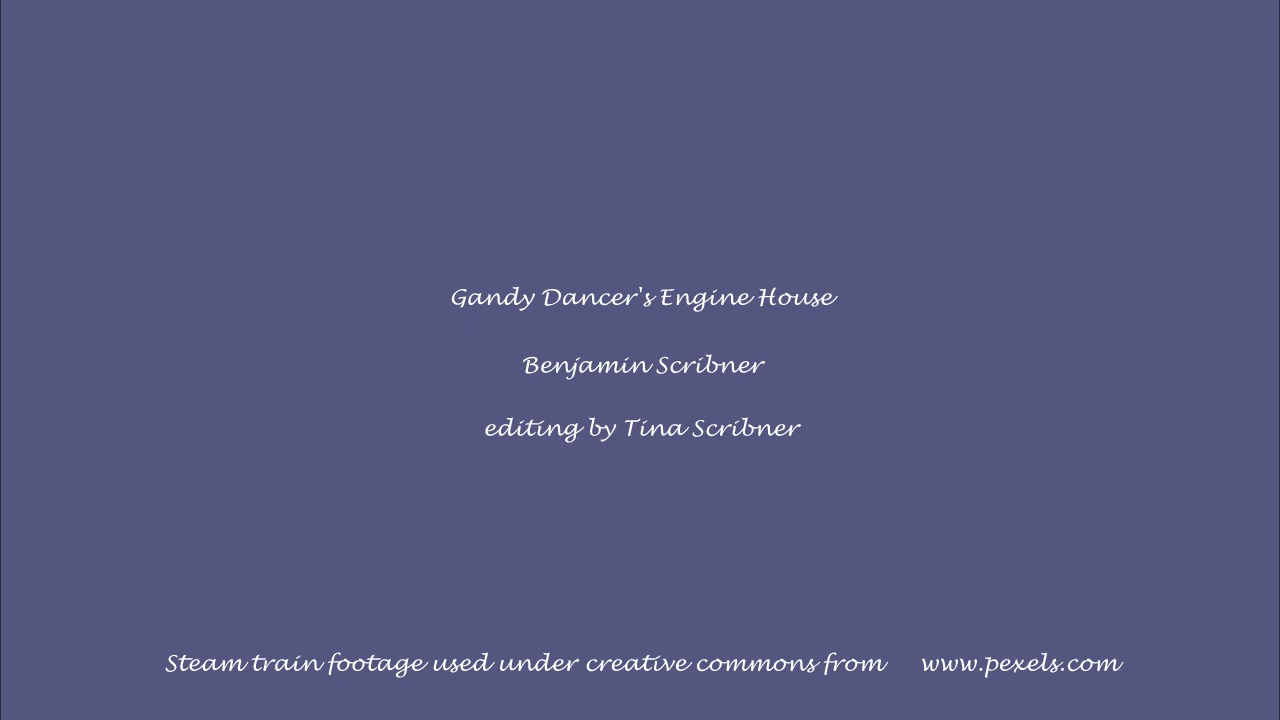 Gandy Dancer's Engine House
Benjamin Scribner
editing by Tina Scribner
Steam train footage used under creative commons from www.pexels.com